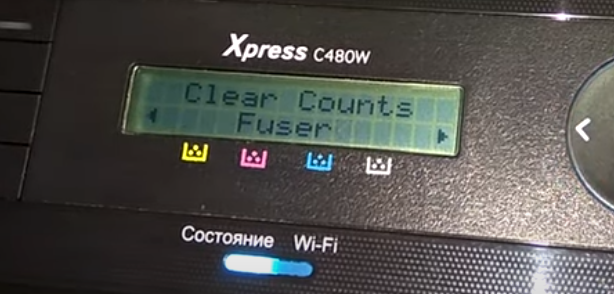 Xpress C480W
Clear Counts
Fuser
Состояние Wi-Fi